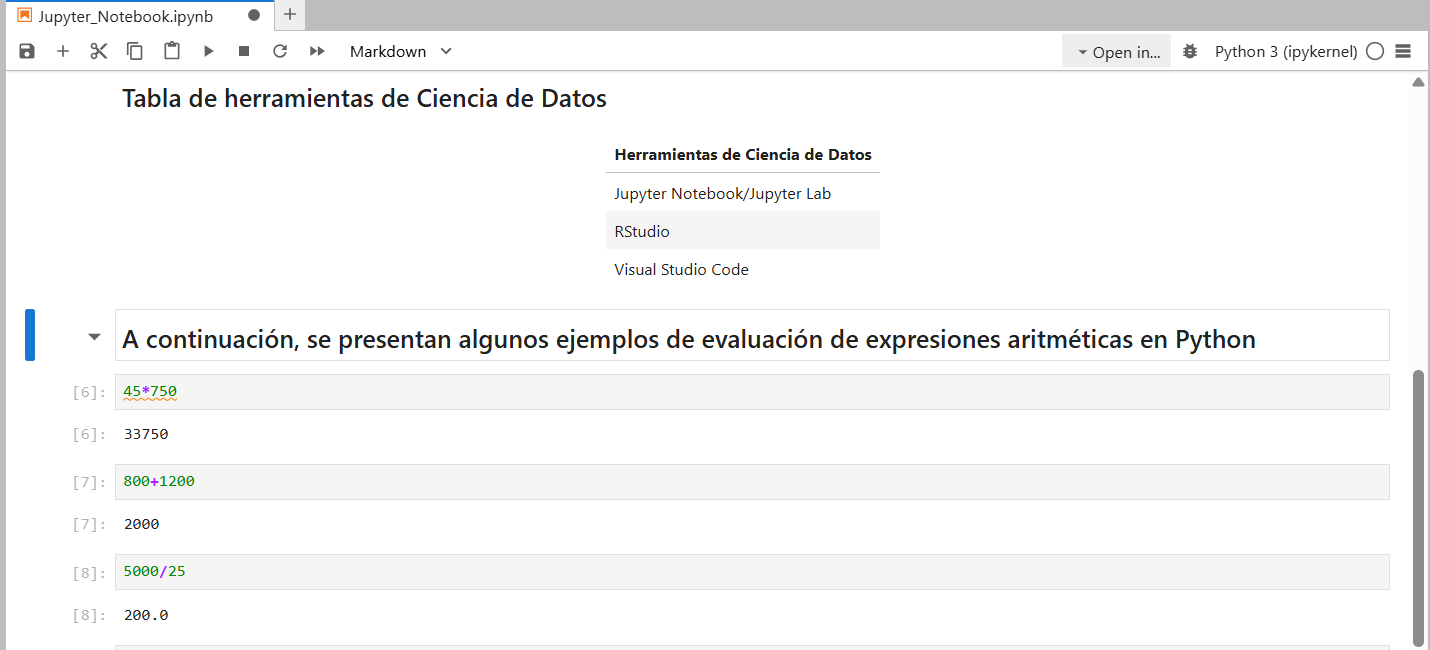 Jupyter_Notebook.ipynb
Markdown
Open in...
Python 3 (ipykernel)
Tabla de herramientas de Ciencia de Datos
Herramientas de Ciencia de Datos
Jupyter Notebook/Jupyter Lab
RStudio
Visual Studio Code
A continuación, se presentan algunos ejemplos de evaluación de expresiones aritméticas en Python
[6]: 45*750
[6]: 33750
[7]: 800+1200
[7]: 2000
[8]: 5000/25
[8]: 200.0